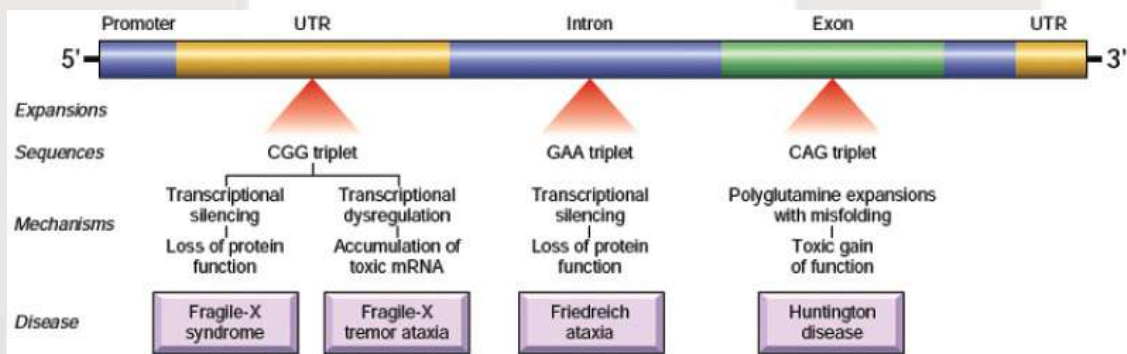 Promoter UTR Intron Exon UTR
5' 3'
Expansions
Sequences CGG triplet GAA triplet CAG triplet
Mechanisms
Transcriptional
silencing
Loss of protein
function
Transcriptional
dysregulation
Accumulation of
toxic mRNA
Transcriptional
silencing
Loss of protein
function
Polyglutamine expansions
with misfolding
Toxic gain
of function
Disease
Fragile-X
syndrome
Fragile-X
tremor ataxia
Friedreich
ataxia
Huntington
disease